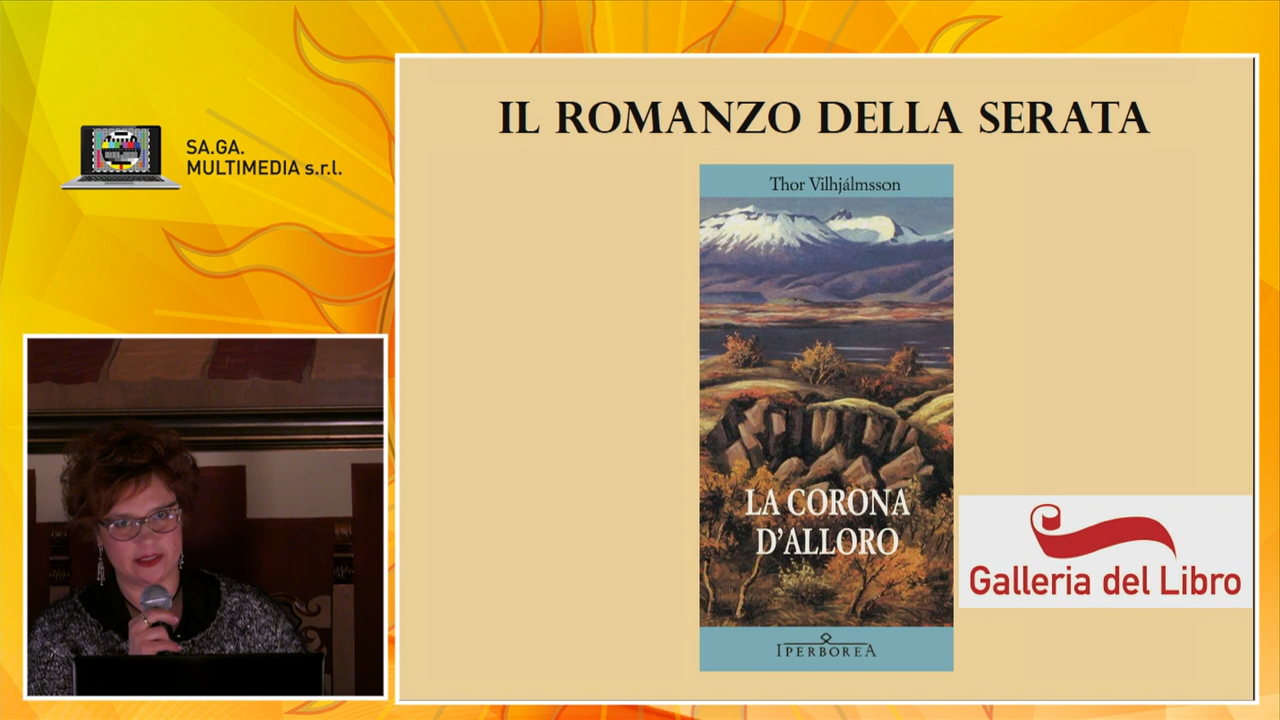 SA.GA.
MULTIMEDIA s.r.l.
IL ROMANZO DELLA SERATA
Thor Vilhjálmsson
LA CORONA
D'ALLORO
IPERBOREA
Galleria del Libro